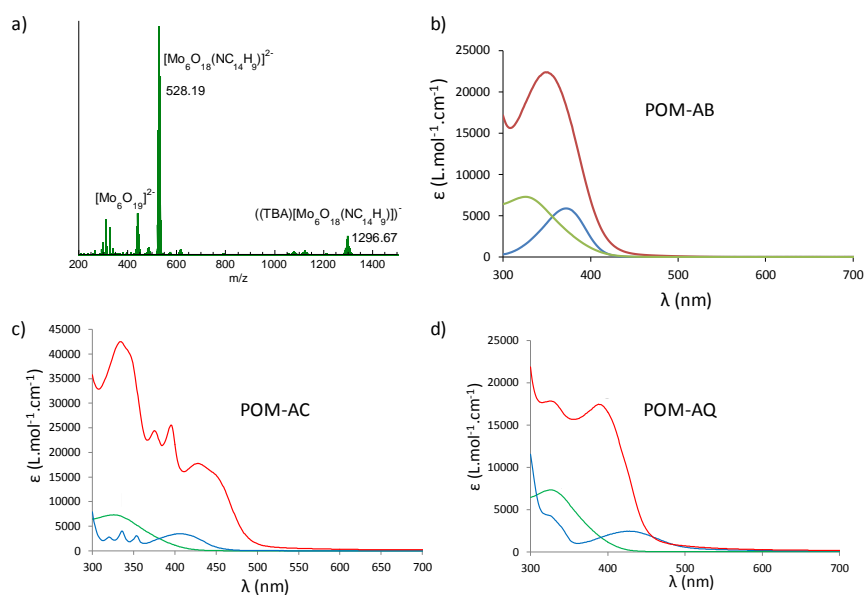 a)
[Mo₆O₁₈(NC₁₄H₉)]²⁻
528.19
[Mo₆O₁₉]²⁻
((TBA)[Mo₆O₁₈(NC₁₄H₉)])⁻
1296.67
200 400 600 800 1000 1200 1400
m/z
b)
POM-AB
ε (L.mol⁻¹.cm⁻¹)
25000
20000
15000
10000
5000
0
300 400 500 600 700
λ (nm)
c)
POM-AC
ε (L.mol⁻¹.cm⁻¹)
45000
40000
35000
30000
25000
20000
15000
10000
5000
0
300 350 400 450 500 550 600 650 700
λ (nm)
d)
POM-AQ
ε (L.mol⁻¹.cm⁻¹)
25000
20000
15000
10000
5000
0
300 400 500 600 700
λ (nm)